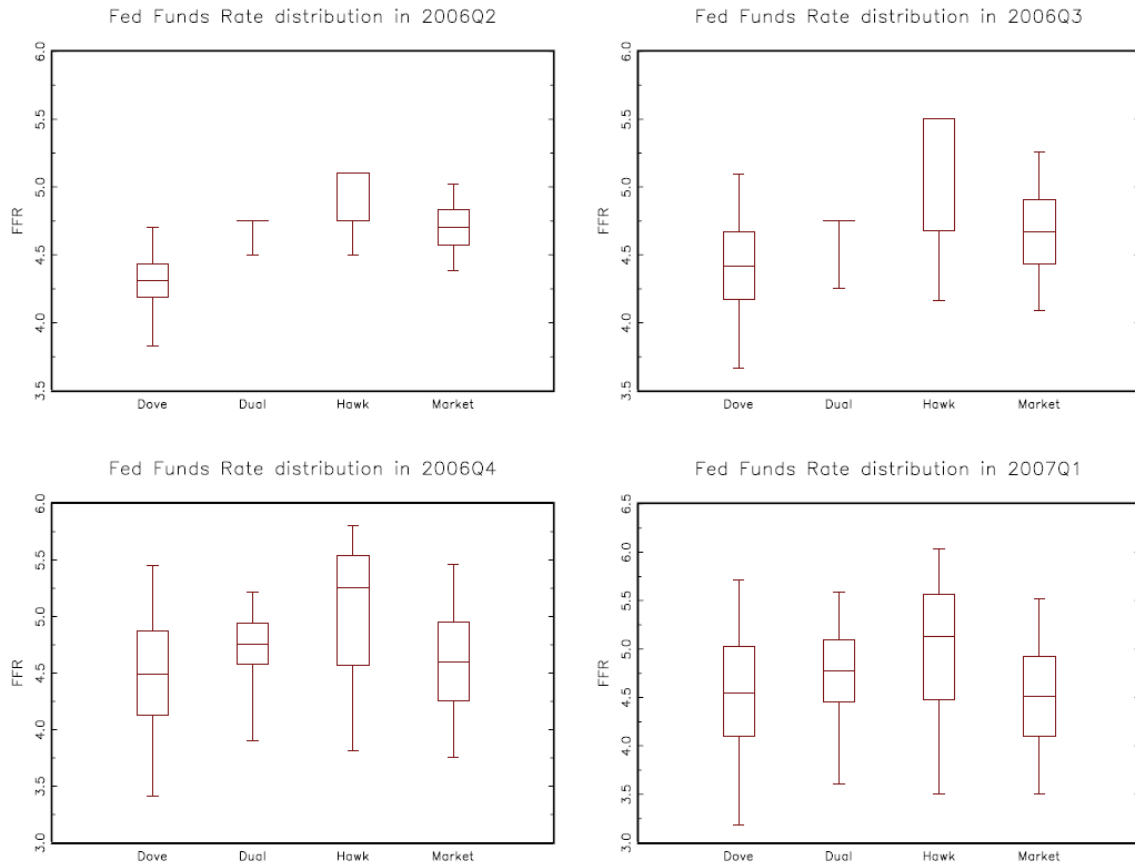 Fed Funds Rate distribution in 2006Q2
FFR
6.0
5.5
5.0
4.5
4.0
3.5
Dove Dual Hawk Market
Fed Funds Rate distribution in 2006Q3
FFR
6.0
5.5
5.0
4.5
4.0
3.5
Dove Dual Hawk Market
Fed Funds Rate distribution in 2006Q4
FFR
6.0
5.5
5.0
4.5
4.0
3.5
3.0
Dove Dual Hawk Market
Fed Funds Rate distribution in 2007Q1
FFR
6.5
6.0
5.5
5.0
4.5
4.0
3.5
3.0
Dove Dual Hawk Market